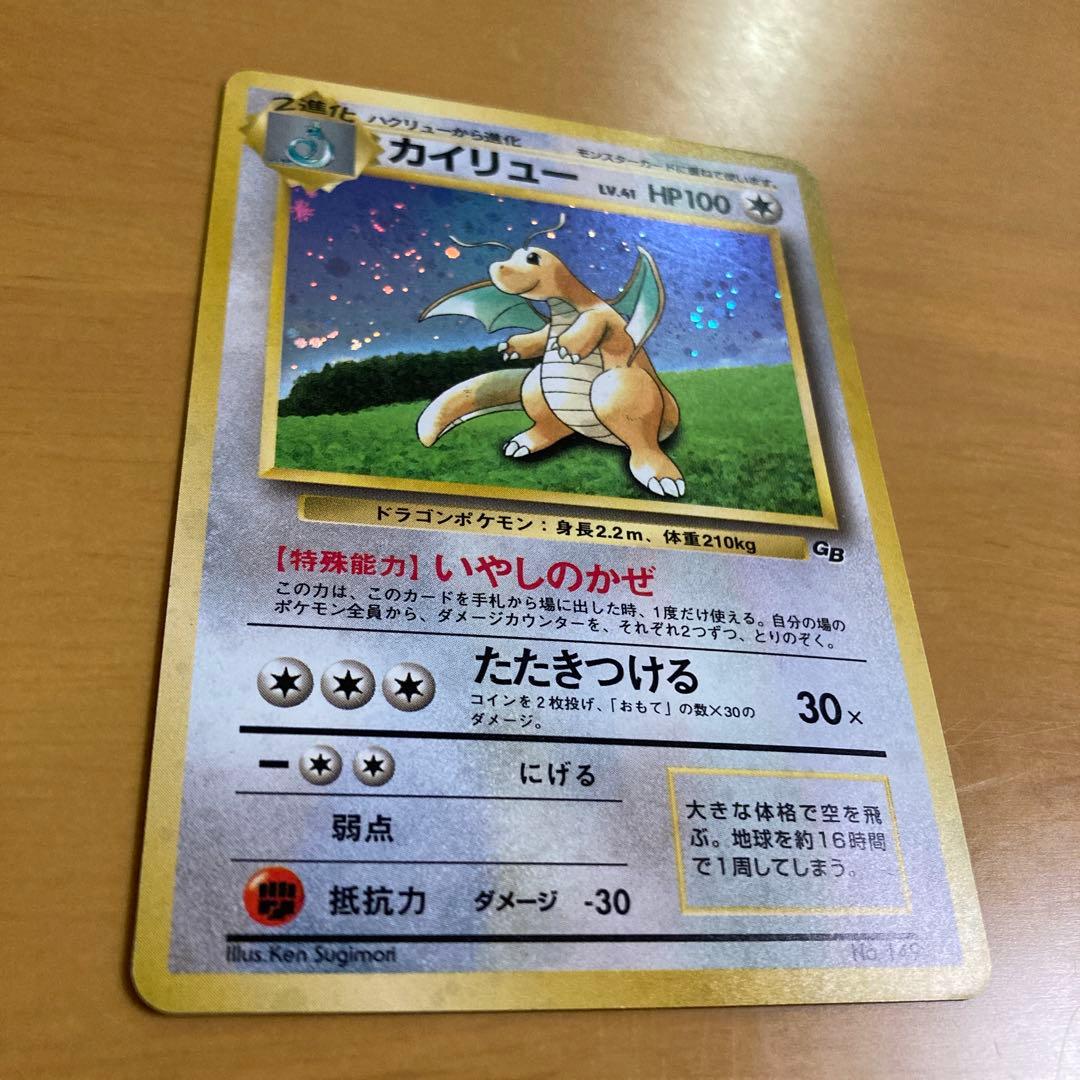 2進化 ハクリューから進化 モンスターカードに重ねて使います。
カイリュー LV.41 HP100
ドラゴンポケモン：身長2.2m、体重210kg
GB
【特殊能力】いやしのかぜ
この力は、このカードを手札から場に出した時、1度だけ使える。自分の場の
ポケモン全員から、ダメージカウンターを、それぞれ2つずつ、とりのぞく。
たたきつける 30×
コインを2枚投げ、「おもて」の数×30の
ダメージ。
にげる
弱点
抵抗力 ダメージ -30
大きな体格で空を飛
ぶ。地球を約16時間
で1周してしまう。
Illus. Ken Sugimori
No.149